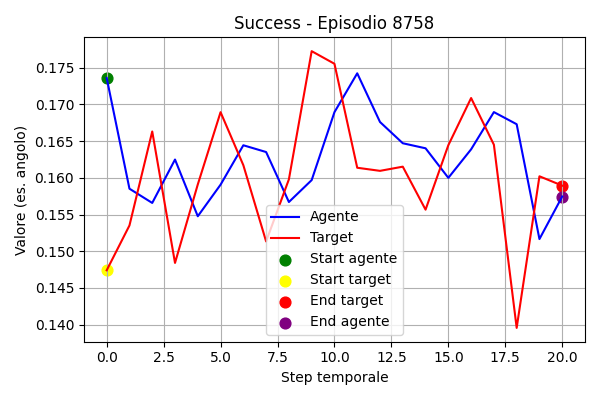 Success - Episodio 8758
Valore (es. angolo)
0.175
0.170
0.165
0.160
0.155
0.150
0.145
0.140
Agente
Target
Start agente
Start target
End target
End agente
0.0 2.5 5.0 7.5 10.0 12.5 15.0 17.5 20.0
Step temporale